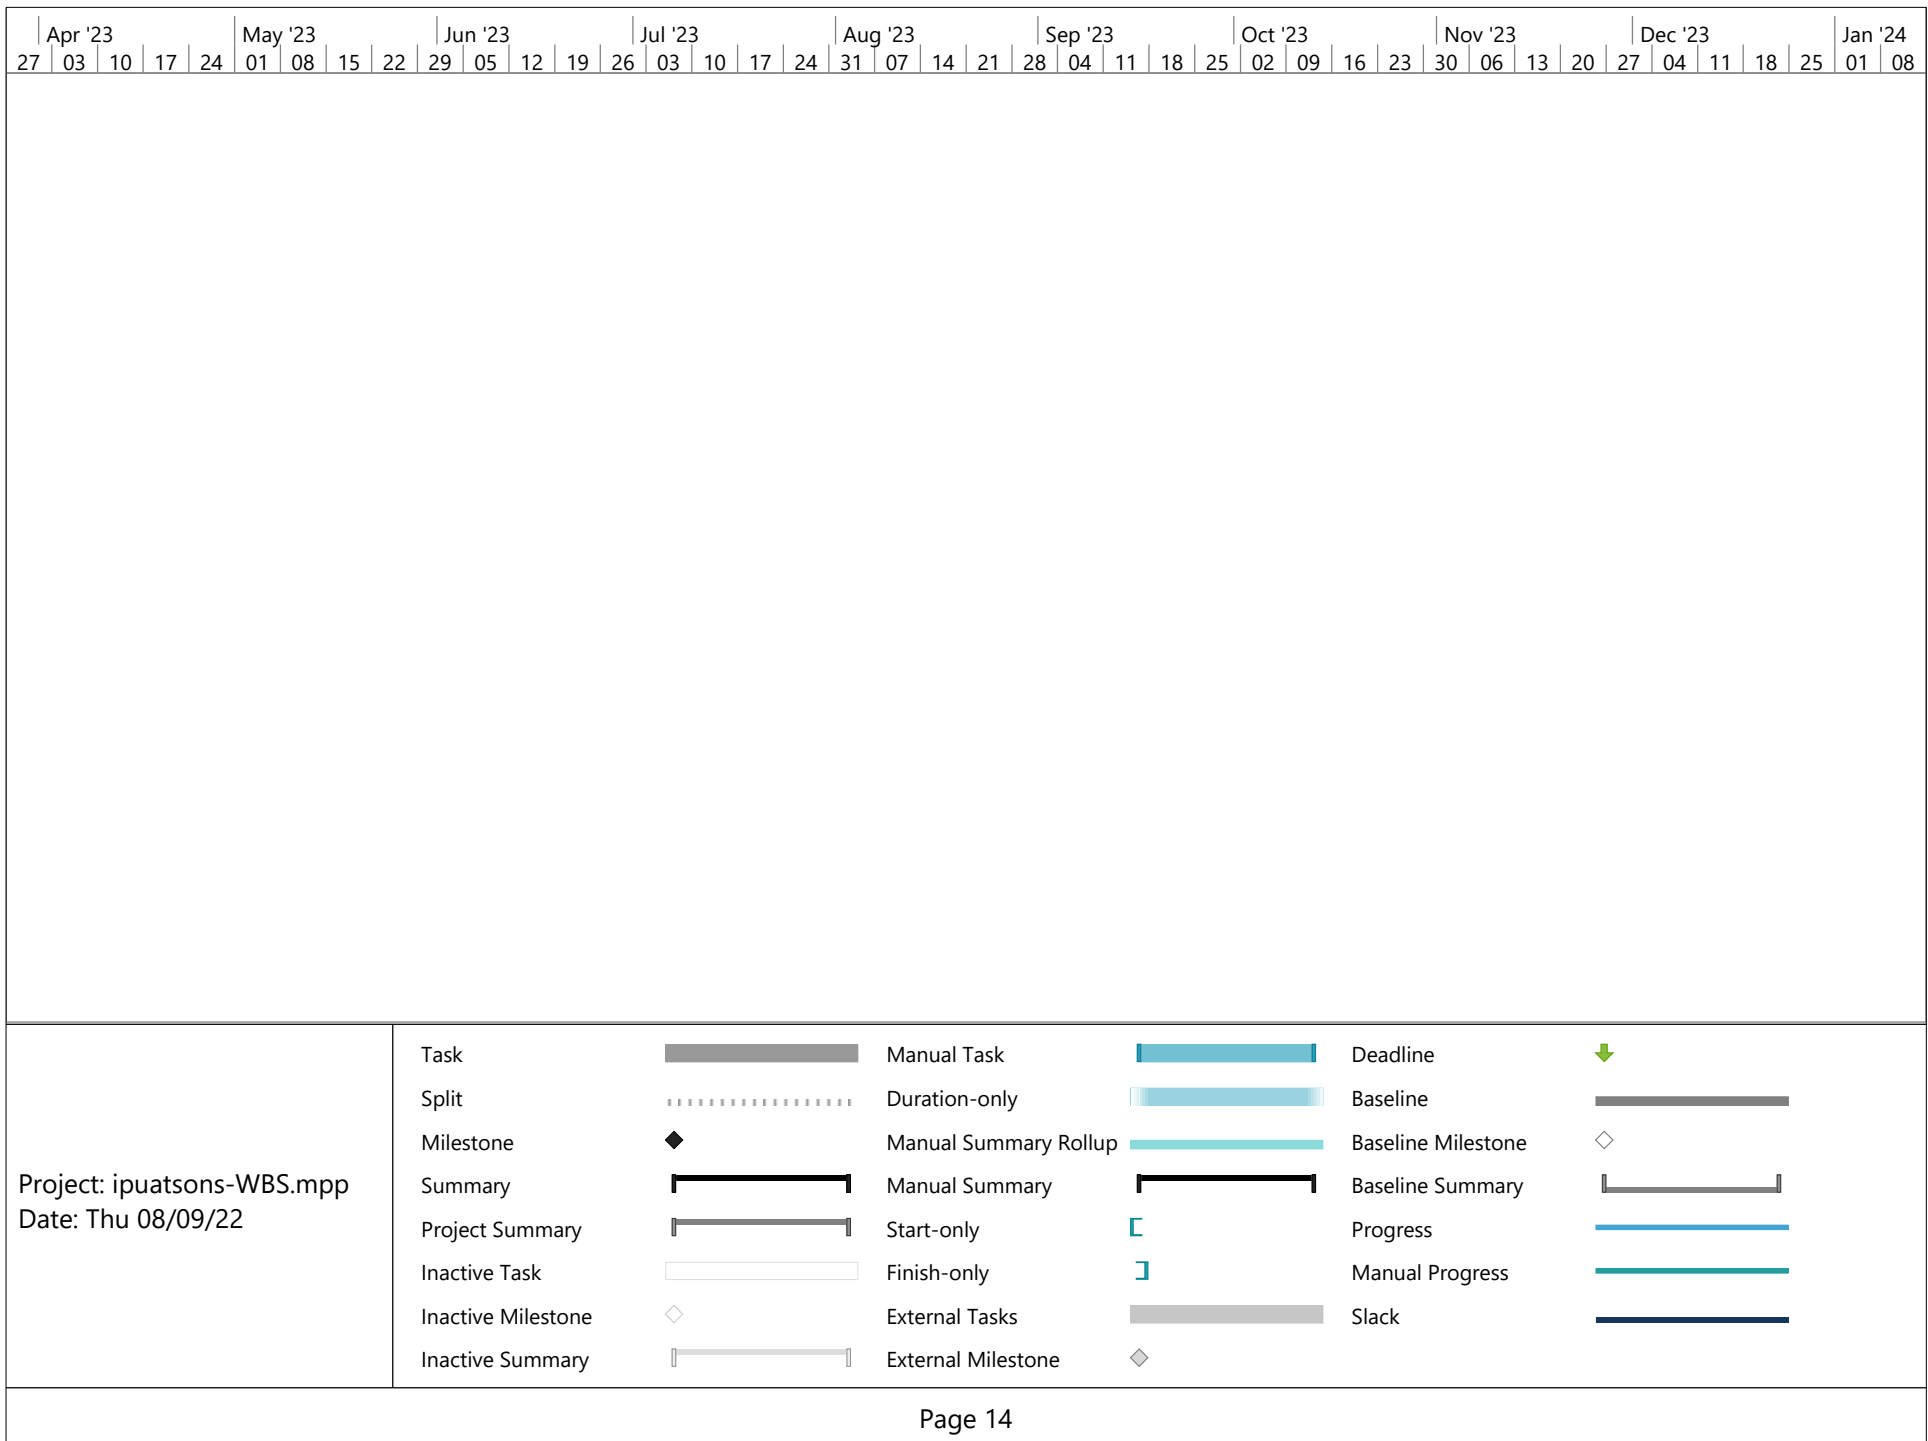 Apr '23 May '23 Jun '23 Jul '23 Aug '23 Sep '23 Oct '23 Nov '23 Dec '23 Jan '24
27 03 10 17 24 01 08 15 22 29 05 12 19 26 03 10 17 24 31 07 14 21 28 04 11 18 25 02 09 16 23 30 06 13 20 27 04 11 18 25 01 08
Project: ipuatsons-WBS.mpp
Date: Thu 08/09/22
Task
Split
Milestone
Summary
Project Summary
Inactive Task
Inactive Milestone
Inactive Summary
Manual Task
Duration-only
Manual Summary Rollup
Manual Summary
Start-only
Finish-only
External Tasks
External Milestone
Deadline
Baseline
Baseline Milestone
Baseline Summary
Progress
Manual Progress
Slack
Page 14